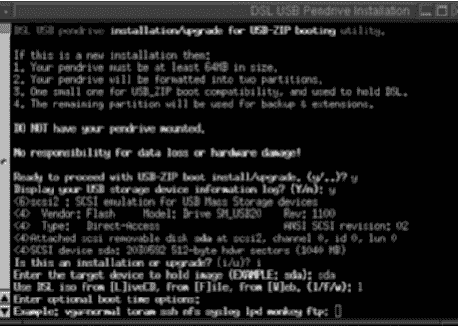 DSL USB Pendrive Installation
DSL USB pendrive installation/upgrade for USB-ZIP booting utility.
If this is a new installation then:
1. Your pendrive must be at least 64MB in size.
2. Your pendrive will be formatted into two partitions.
3. One small one for USB_ZIP boot compatibility, and used to hold DSL.
4. The remaining partition will be used for backup & extensions.
DO NOT have your pendrive mounted.
No responsibility for data loss or hardware damage!
Ready to proceed with USB-ZIP boot install/upgrade. (y/..)? y
Display your USB storage device information log? (Y/n): y
<6>scsi2 : SCSI emulation for USB Mass Storage devices
<4> Vendor: Flash Model: Drive SM_USB20 Rev: 1100
<4> Type: Direct-Access ANSI SCSI revision: 02
<4>Attached scsi removable disk sda at scsi2, channel 0, id 0, lun 0
<4>SCSI device sda: 2030592 512-byte hdwr sectors (1040 MB)
Is this an installation or upgrade? (i/u)? i
Enter the target device to hold image (EXAMPLE: sda): sda
Use DSL iso from [L]iveCD, from [F]ile, from [W]eb, (l/F/w): l
Enter optional boot time options:
Example: vga=normal toram ssh nfs syslog lpd monkey ftp: